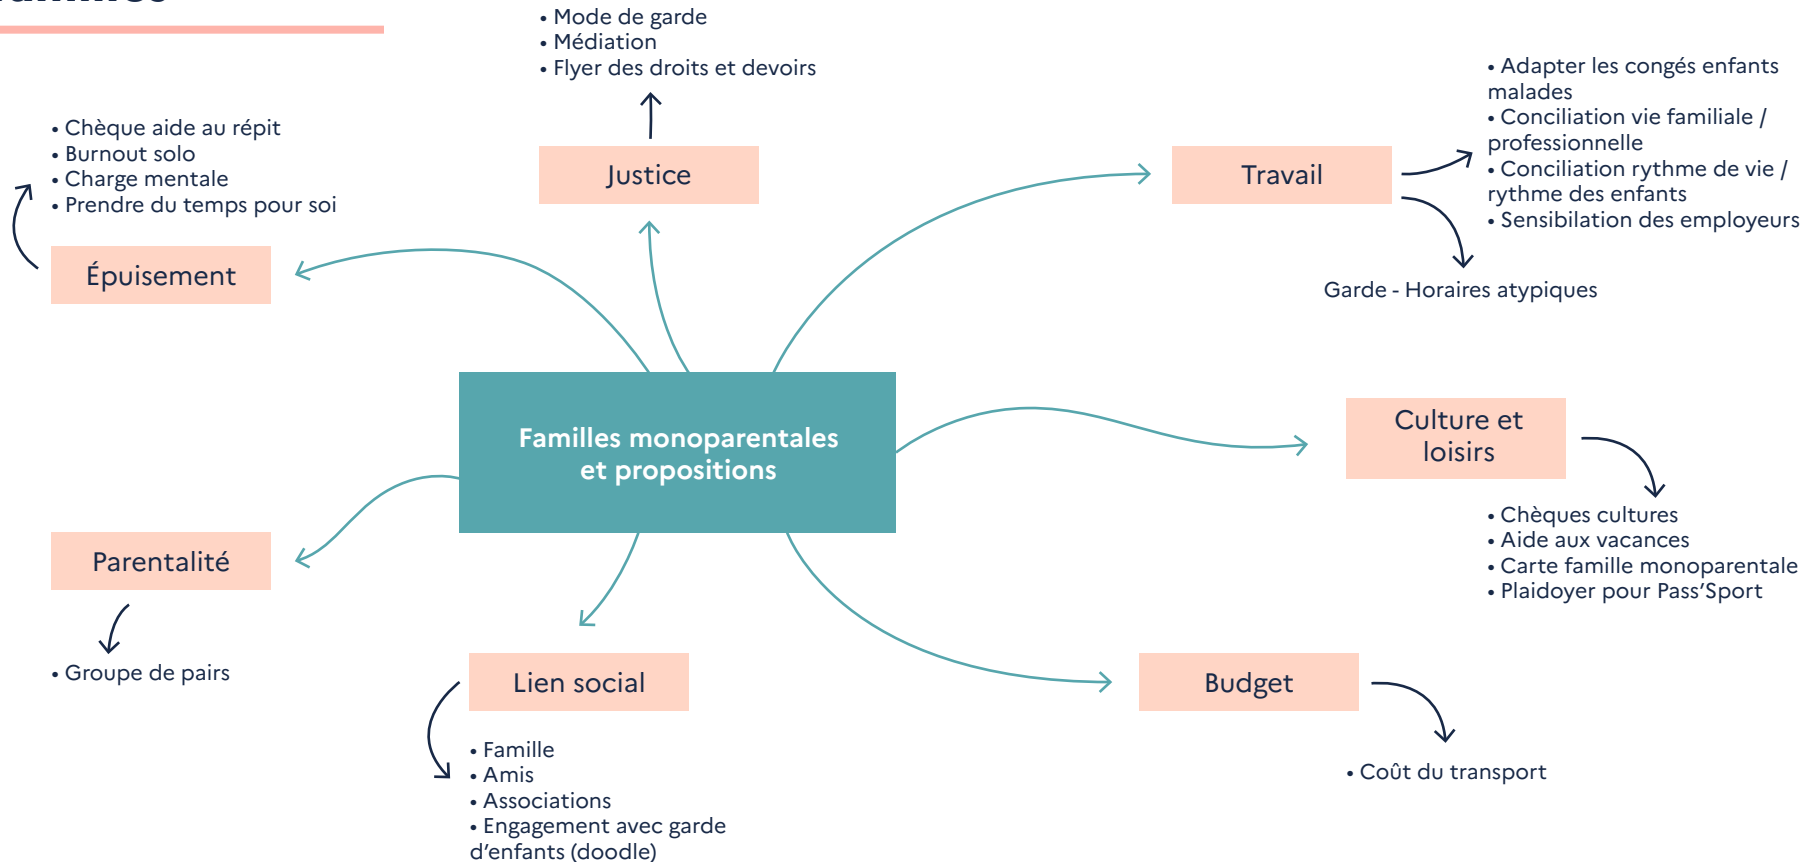 • Mode de garde
• Médiation
• Flyer des droits et devoirs
Justice
• Chèque aide au répit
• Burnout solo
• Charge mentale
• Prendre du temps pour soi
Épuisement
Travail
• Adapter les congés enfants
malades
• Conciliation vie familiale /
professionnelle
• Conciliation rythme de vie /
rythme des enfants
• Sensibilation des employeurs
Garde - Horaires atypiques
Familles monoparentales
et propositions
Culture et
loisirs
• Chèques cultures
• Aide aux vacances
• Carte famille monoparentale
• Plaidoyer pour Pass’Sport
Parentalité
• Groupe de pairs
Lien social
• Famille
• Amis
• Associations
• Engagement avec garde
d’enfants (doodle)
Budget
• Coût du transport